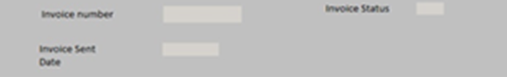 Invoice number
Invoice Status
Invoice Sent
Date